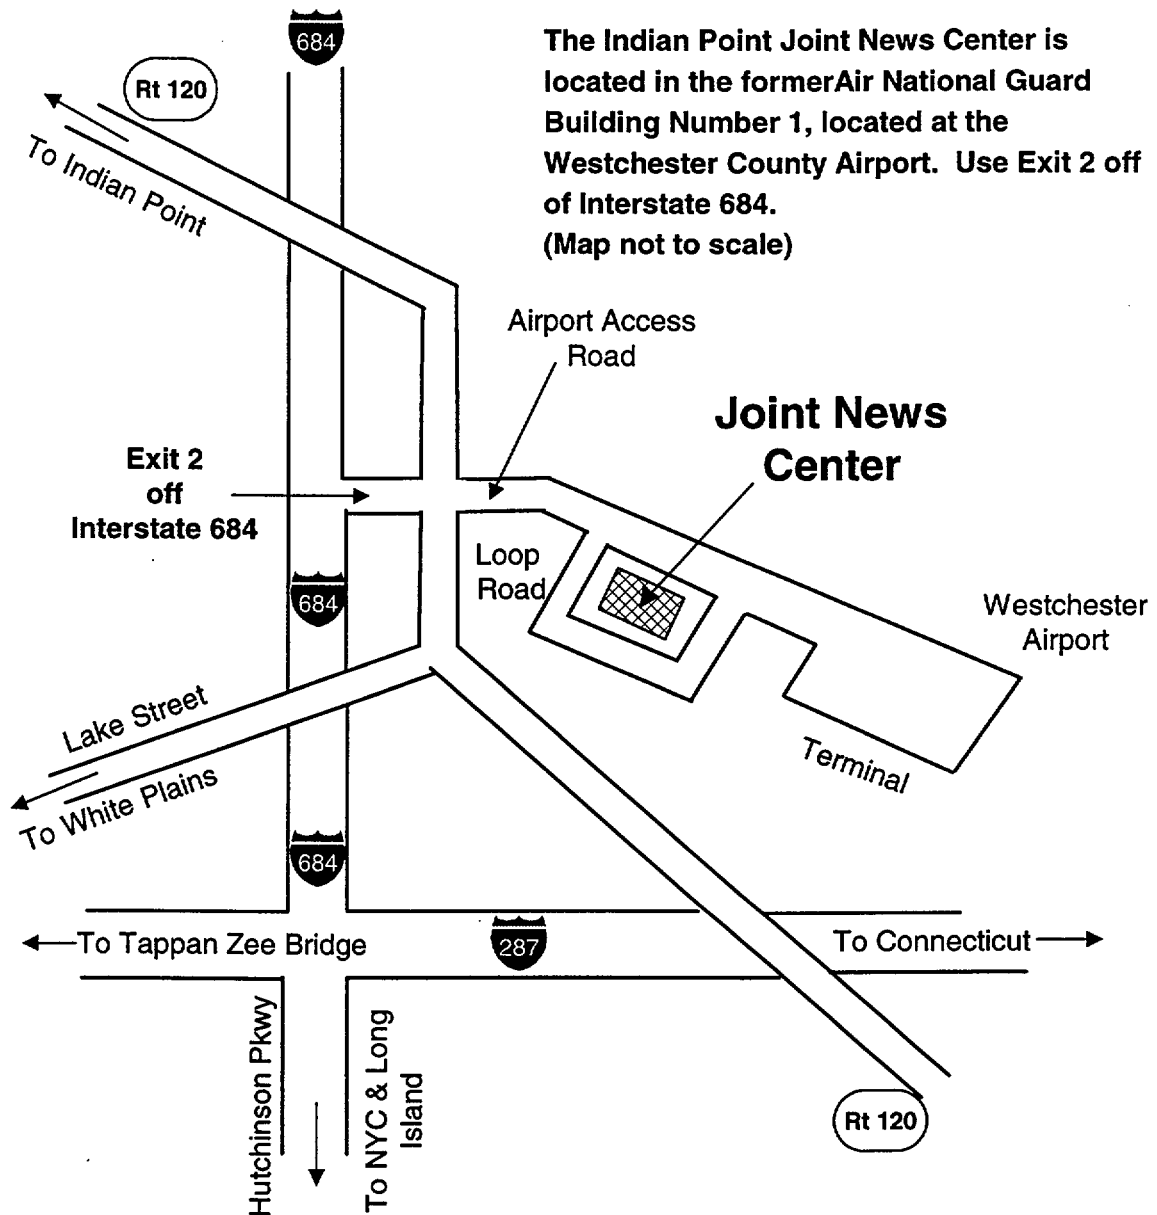 684
The Indian Point Joint News Center is
located in the formerAir National Guard
Building Number 1, located at the
Westchester County Airport.  Use Exit 2 off
of Interstate 684.
(Map not to scale)
Rt 120
To Indian Point
Airport Access
Road
Joint News
Center
Exit 2
off
Interstate 684
Loop
Road
684
Westchester
Airport
Lake Street
To White Plains
Terminal
684
To Tappan Zee Bridge
287
To Connecticut
Hutchinson Pkwy
To NYC & Long
Island
Rt 120